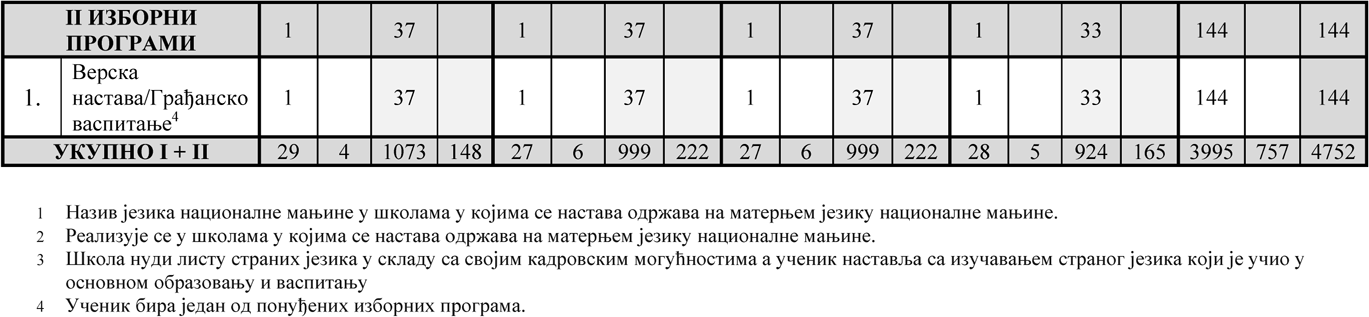 II ИЗБОРНИ
ПРОГРАМИ 1 37 1 37 1 37 1 33 144 144
1. Верска
настава/Грађанско
васпитање4 1 37 1 37 1 37 1 33 144 144
УКУПНО I + II 29 4 1073 148 27 6 999 222 27 6 999 222 28 5 924 165 3995 757 4752
1 Назив језика националне мањине у школама у којима се настава одржава на матерњем језику националне мањине.
2 Реализује се у школама у којима се настава одржава на матерњем језику националне мањине.
3 Школа нуди листу страних језика у складу са својим кадровским могућностима а ученик наставља са изучавањем страног језика који је учио у
основном образовању и васпитању
4 Ученик бира један од понуђених изборних програма.